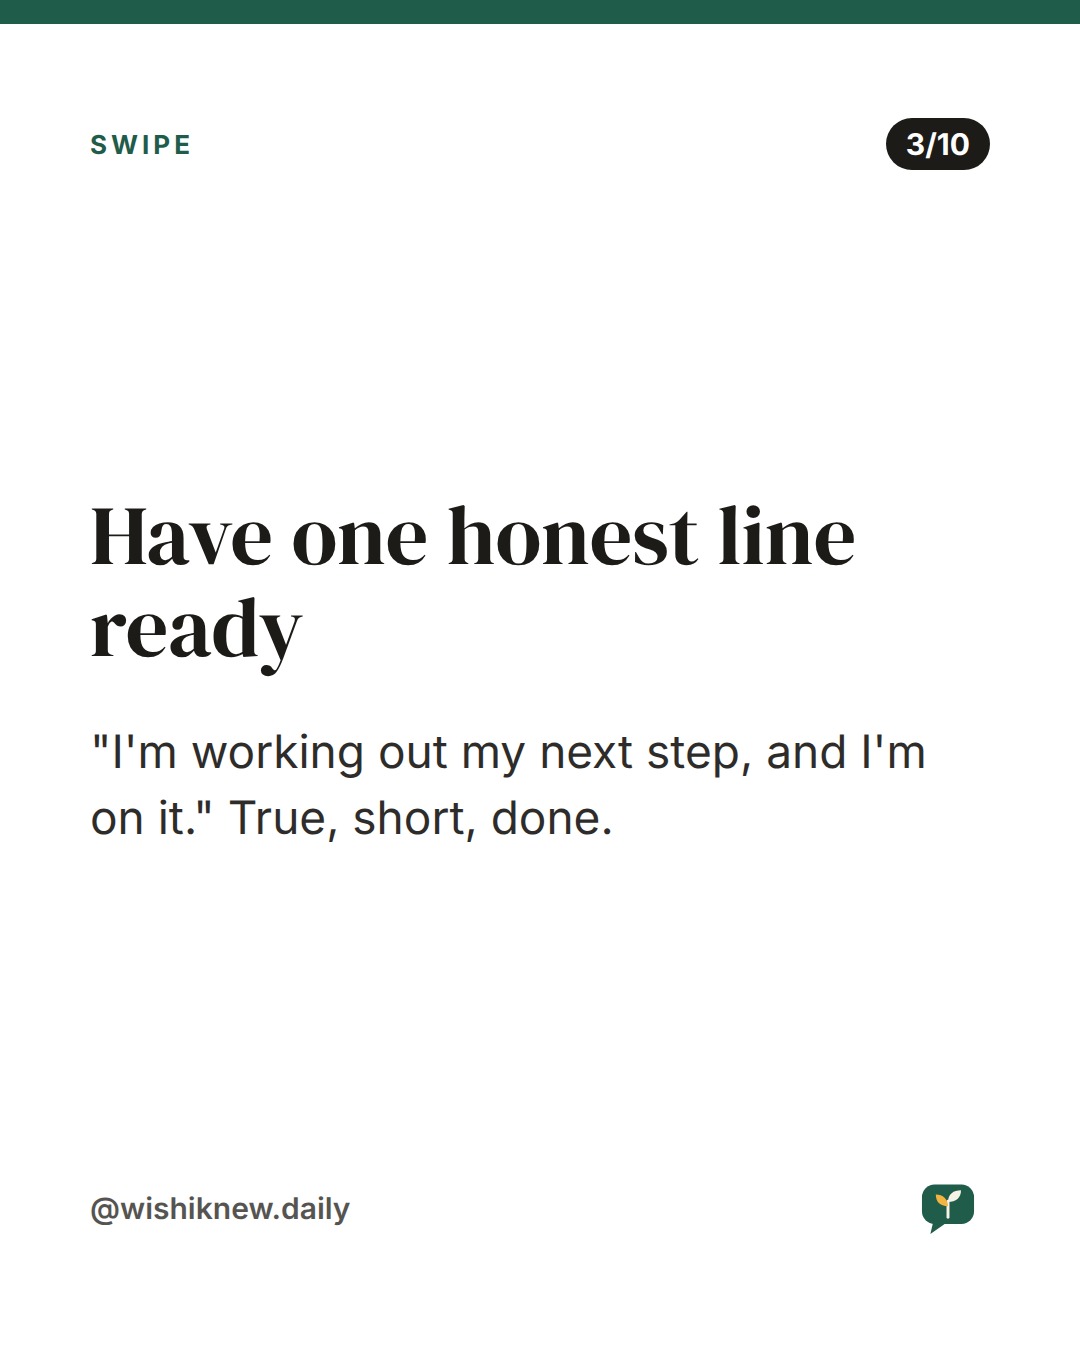 SWIPE
3/10
Have one honest line
ready
"I'm working out my next step, and I'm
on it." True, short, done.
@wishiknew.daily